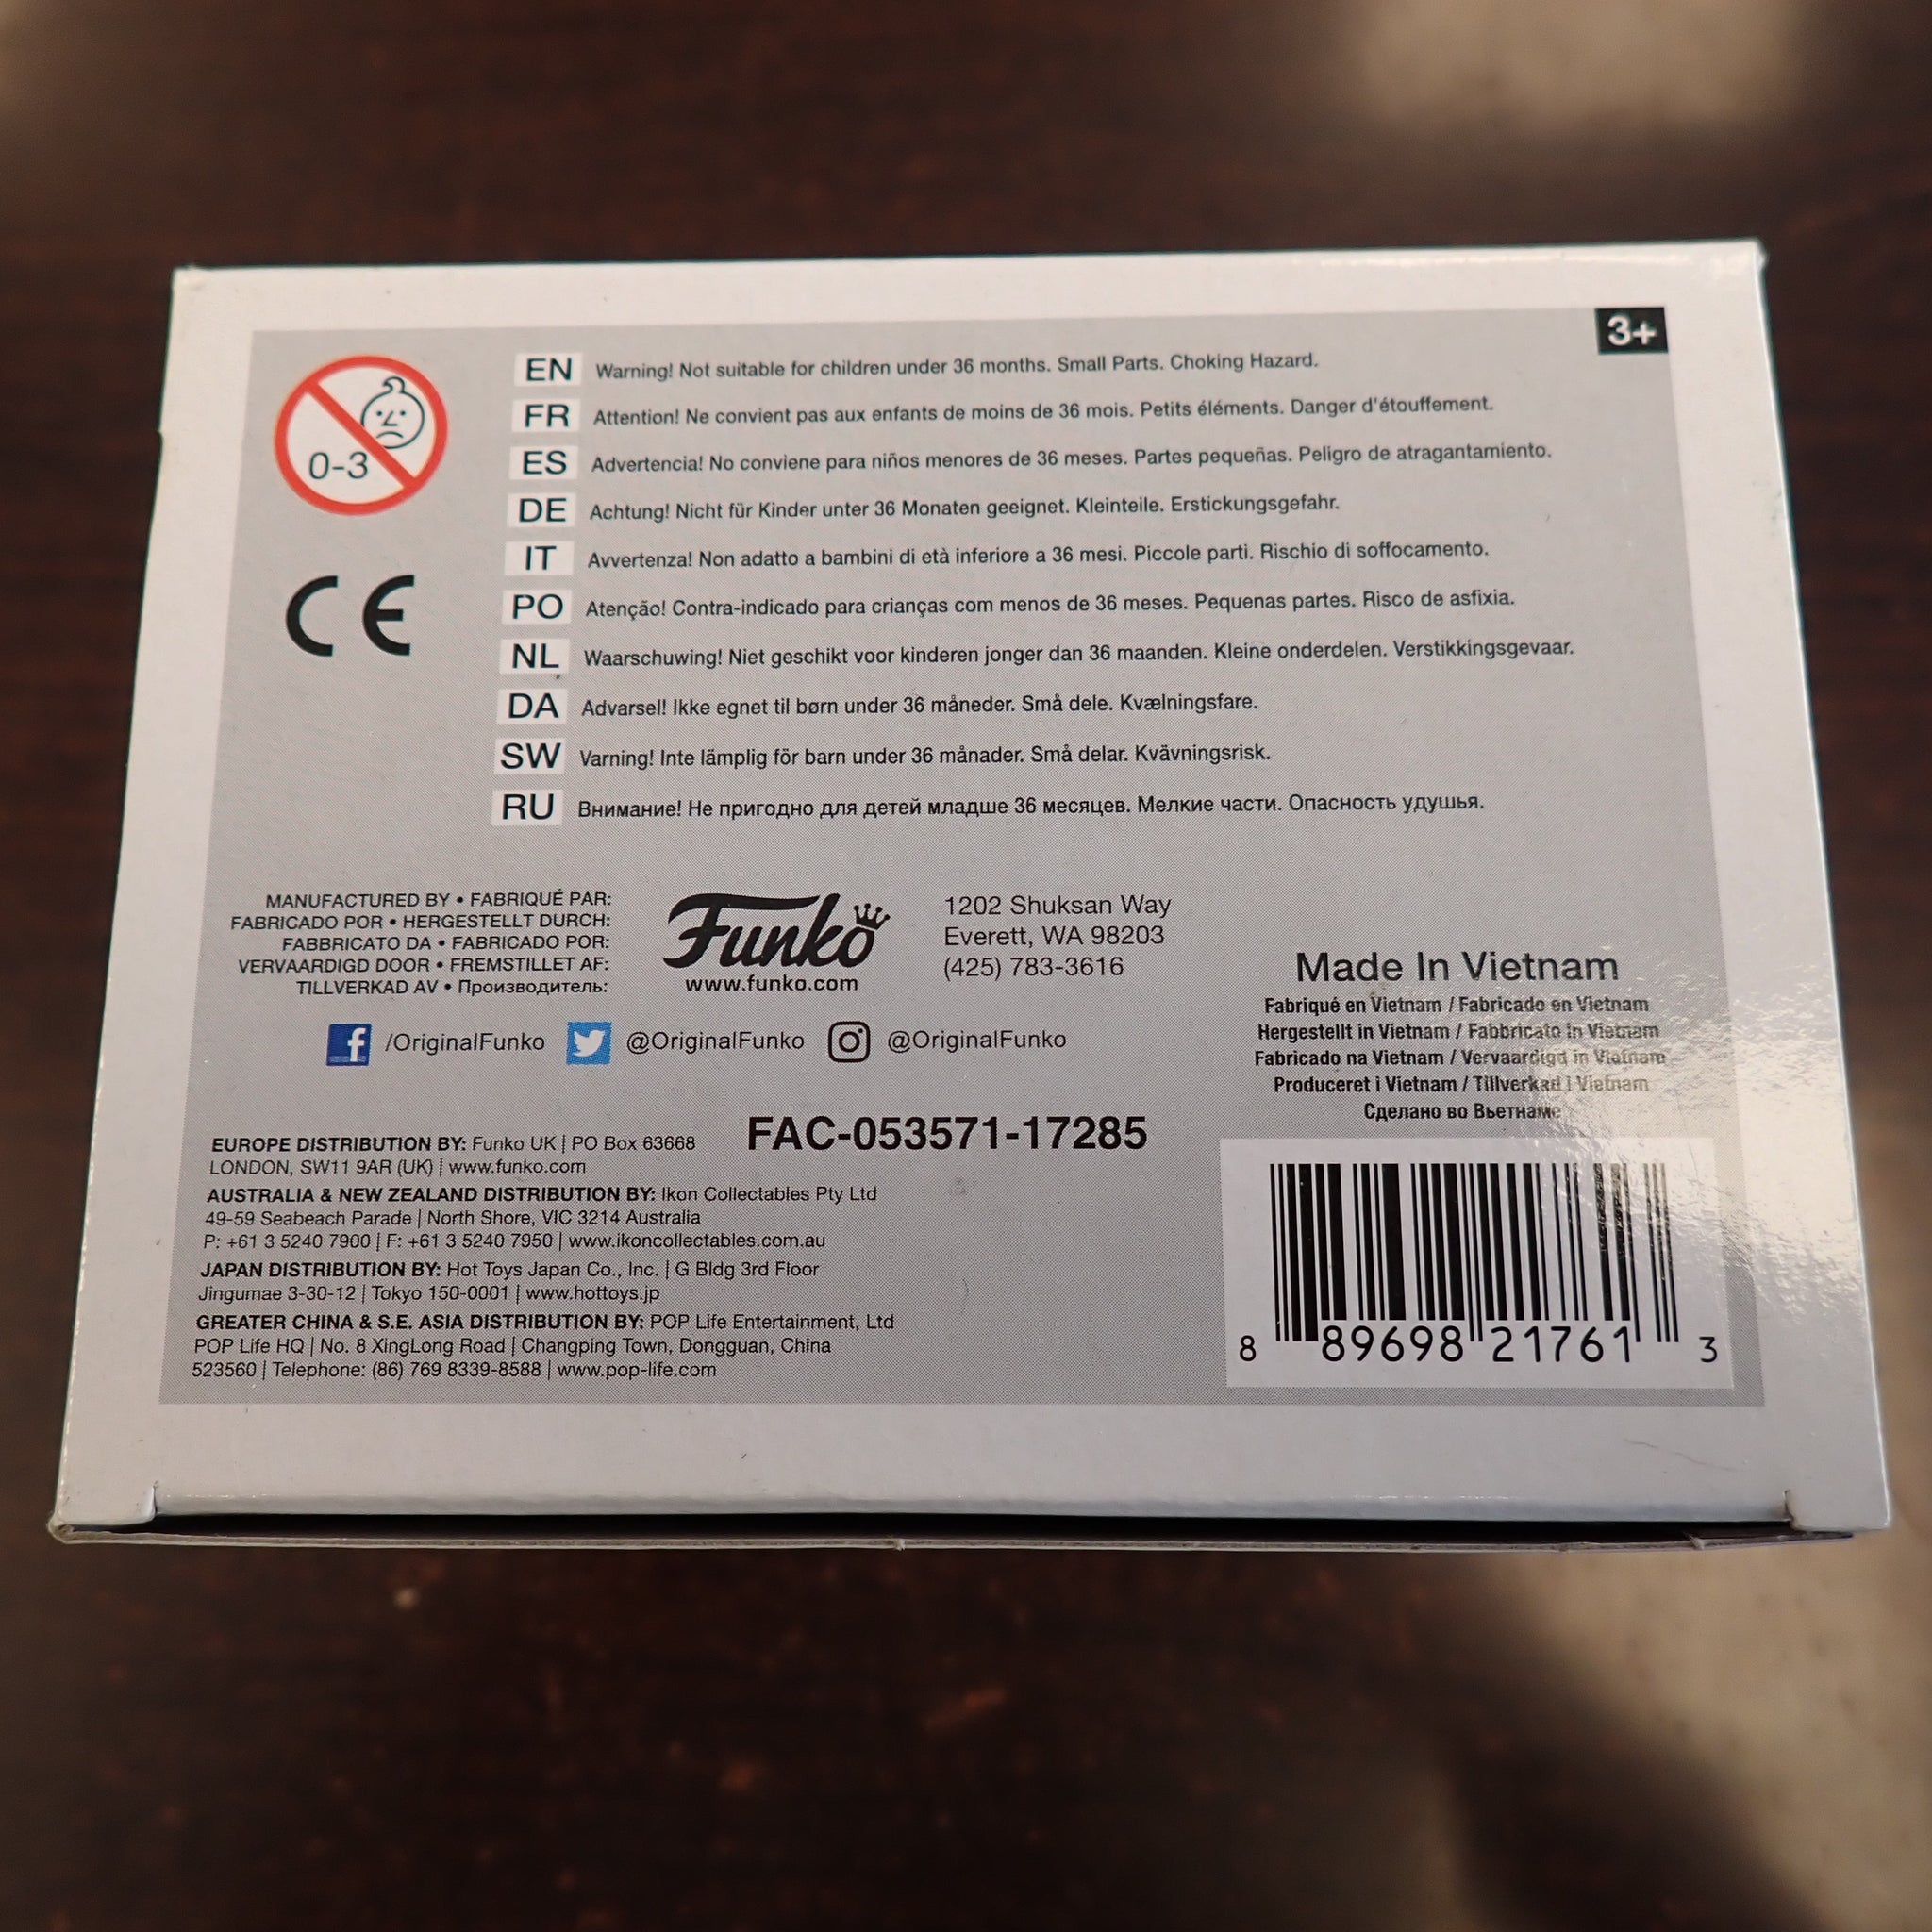 3+
0-3
EN Warning! Not suitable for children under 36 months. Small Parts. Choking Hazard.
FR Attention! Ne convient pas aux enfants de moins de 36 mois. Petits éléments. Danger d'étouffement.
ES Advertencia! No conviene para niños menores de 36 meses. Partes pequeñas. Peligro de atragantamiento.
DE Achtung! Nicht für Kinder unter 36 Monaten geeignet. Kleinteile. Erstickungsgefahr.
IT Avvertenza! Non adatto a bambini di età inferiore a 36 mesi. Piccole parti. Rischio di soffocamento.
PO Atenção! Contra-indicado para crianças com menos de 36 meses. Pequenas partes. Risco de asfixia.
NL Waarschuwing! Niet geschikt voor kinderen jonger dan 36 maanden. Kleine onderdelen. Verstikkingsgevaar.
DA Advarsel! Ikke egnet til børn under 36 måneder. Små dele. Kvælningsfare.
SW Varning! Inte lämplig för barn under 36 månader. Små delar. Kvävningsrisk.
RU Внимание! Не пригодно для детей младше 36 месяцев. Мелкие части. Опасность удушья.
CE
MANUFACTURED BY • FABRIQUÉ PAR:
FABRICADO POR • HERGESTELLT DURCH:
FABBRICATO DA • FABRICADO POR:
VERVAARDIGD DOOR • FREMSTILLET AF:
TILLVERKAD AV • Производитель:
Funko
www.funko.com
1202 Shuksan Way
Everett, WA 98203
(425) 783-3616
/OriginalFunko @OriginalFunko @OriginalFunko
Made In Vietnam
Fabriqué en Vietnam / Fabricado en Vietnam
Hergestellt in Vietnam / Fabbricato in Vietnam
Fabricado na Vietnam / Vervaardigd in Vietnam
Produceret i Vietnam / Tillverkad i Vietnam
Сделано во Вьетнаме
FAC-053571-17285
EUROPE DISTRIBUTION BY: Funko UK | PO Box 63668
LONDON, SW11 9AR (UK) | www.funko.com
AUSTRALIA & NEW ZEALAND DISTRIBUTION BY: Ikon Collectables Pty Ltd
49-59 Seabeach Parade | North Shore, VIC 3214 Australia
P: +61 3 5240 7900 | F: +61 3 5240 7950 | www.ikoncollectables.com.au
JAPAN DISTRIBUTION BY: Hot Toys Japan Co., Inc. | G Bldg 3rd Floor
Jingumae 3-30-12 | Tokyo 150-0001 | www.hottoys.jp
GREATER CHINA & S.E. ASIA DISTRIBUTION BY: POP Life Entertainment, Ltd
POP Life HQ | No. 8 XingLong Road | Changping Town, Dongguan, China
523560 | Telephone: (86) 769 8339-8588 | www.pop-life.com
8 89698 21761 3